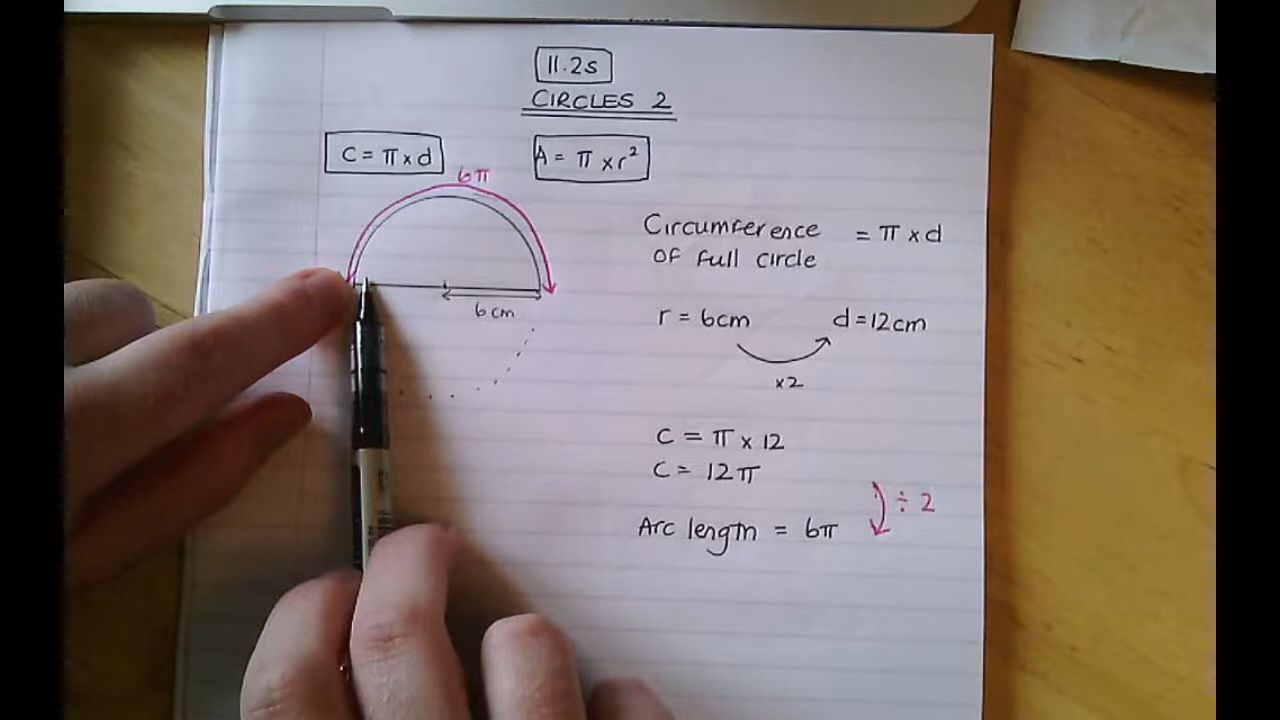 11.2s
CIRCLES 2
C = π x d
A = π x r²
6π
6cm
Circumference = π x d
of full circle
r = 6cm
d = 12cm
x2
C = π x 12
C = 12π
÷ 2
Arc length = 6π